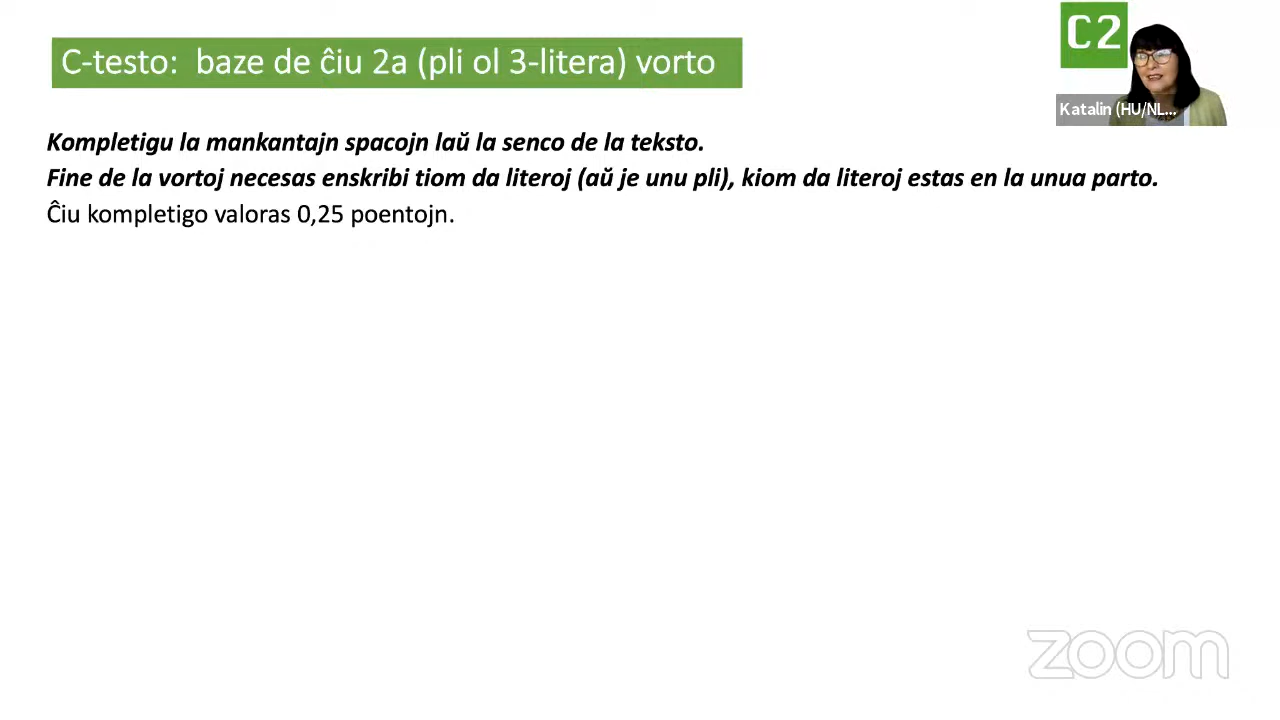 C-testo: baze de ĉiu 2a (pli ol 3-litera) vorto
C2
Katalin (HU/NL...
Kompletigu la mankantajn spacojn laŭ la senco de la teksto.
Fine de la vortoj necesas enskribi tiom da literoj (aŭ je unu pli), kiom da literoj estas en la unua parto.
Ĉiu kompletigo valoras 0,25 poentojn.
zoom